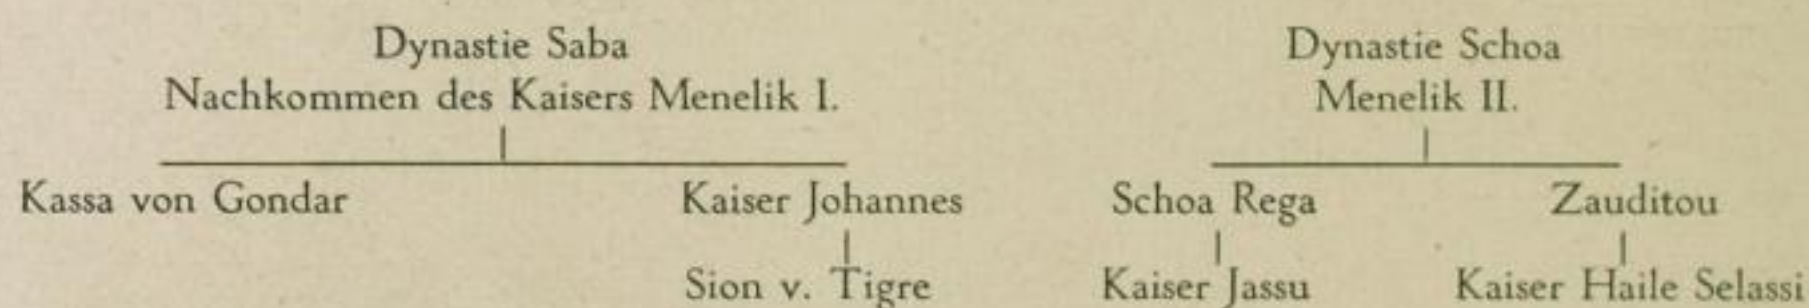 Dynastie Saba
Nachkommen des Kaisers Menelik I.
Kassa von Gondar
Kaiser Johannes
Sion v. Tigre
Dynastie Schoa
Menelik II.
Schoa Rega
Zauditou
Kaiser Jassu
Kaiser Haile Selassi